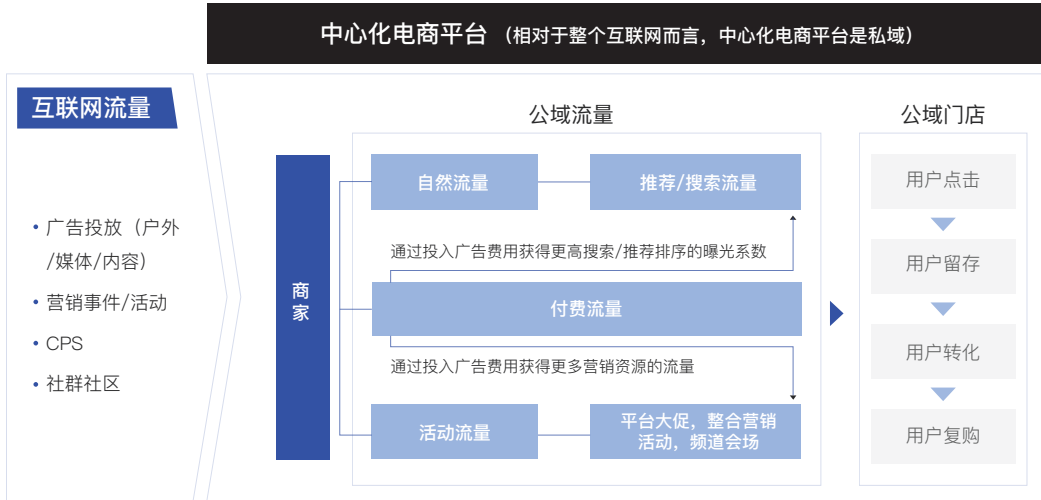 中心化电商平台 （相对于整个互联网而言，中心化电商平台是私域）
互联网流量
• 广告投放（户外
/媒体/内容）
• 营销事件/活动
• CPS
• 社群社区
公域流量
商
家
自然流量
推荐/搜索流量
通过投入广告费用获得更高搜索/推荐排序的曝光系数
付费流量
通过投入广告费用获得更多营销资源的流量
活动流量
平台大促，整合营销
活动，频道会场
公域门店
用户点击
用户留存
用户转化
用户复购